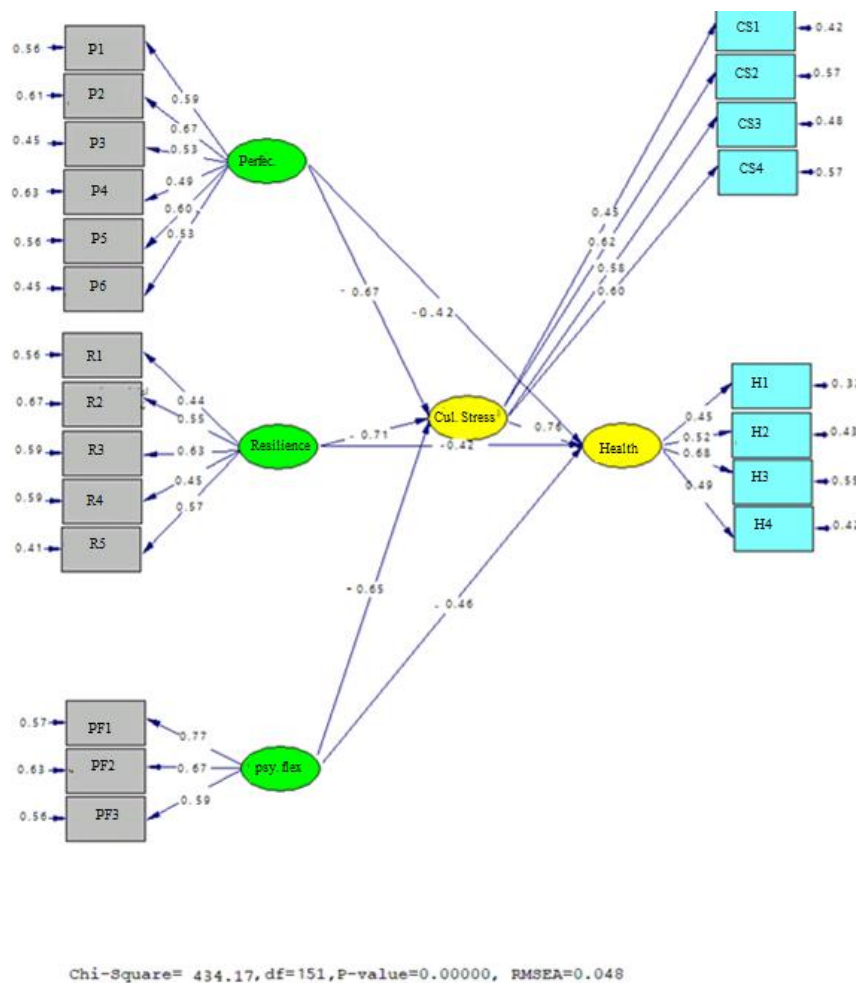 0.56 P1
0.61 P2
0.45 P3
0.63 P4
0.56 P5
0.45 P6
0.59
0.67
0.53
0.49
0.60
0.53
Perfec.
CS1 0.42
CS2 0.57
CS3 0.48
CS4 0.57
0.45
0.62
0.58
0.60
- 0.67
-0.42
0.56 R1
0.67 R2
0.59 R3
0.59 R4
0.41 R5
0.44
0.55
0.63
0.45
0.57
Resilience
- 0.71
-0.42
Cul. Stress
0.76
Health
0.45
0.52
0.68
0.49
H1
H2
H3
H4
- 0.65
- 0.46
0.57 PF1
0.63 PF2
0.56 PF3
0.77
0.67
0.59
psy. flex
Chi-Square= 434.17, df=151, P-value=0.00000, RMSEA=0.048